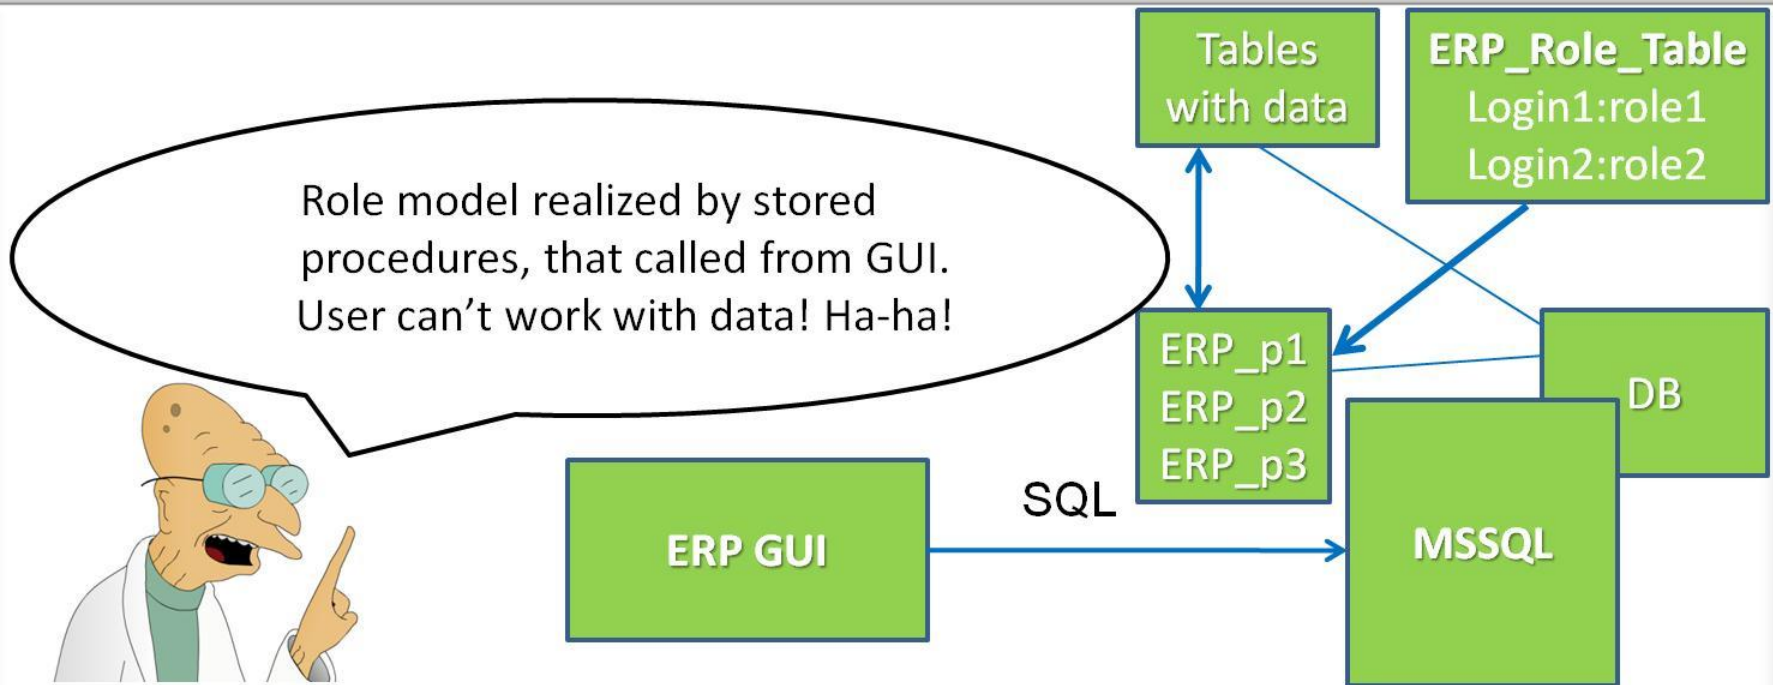 Tables
with data
ERP_Role_Table
Login1:role1
Login2:role2
Role model realized by stored
procedures, that called from GUI.
User can't work with data! Ha-ha!
ERP_p1
ERP_p2
ERP_p3
DB
SQL
ERP GUI
MSSQL